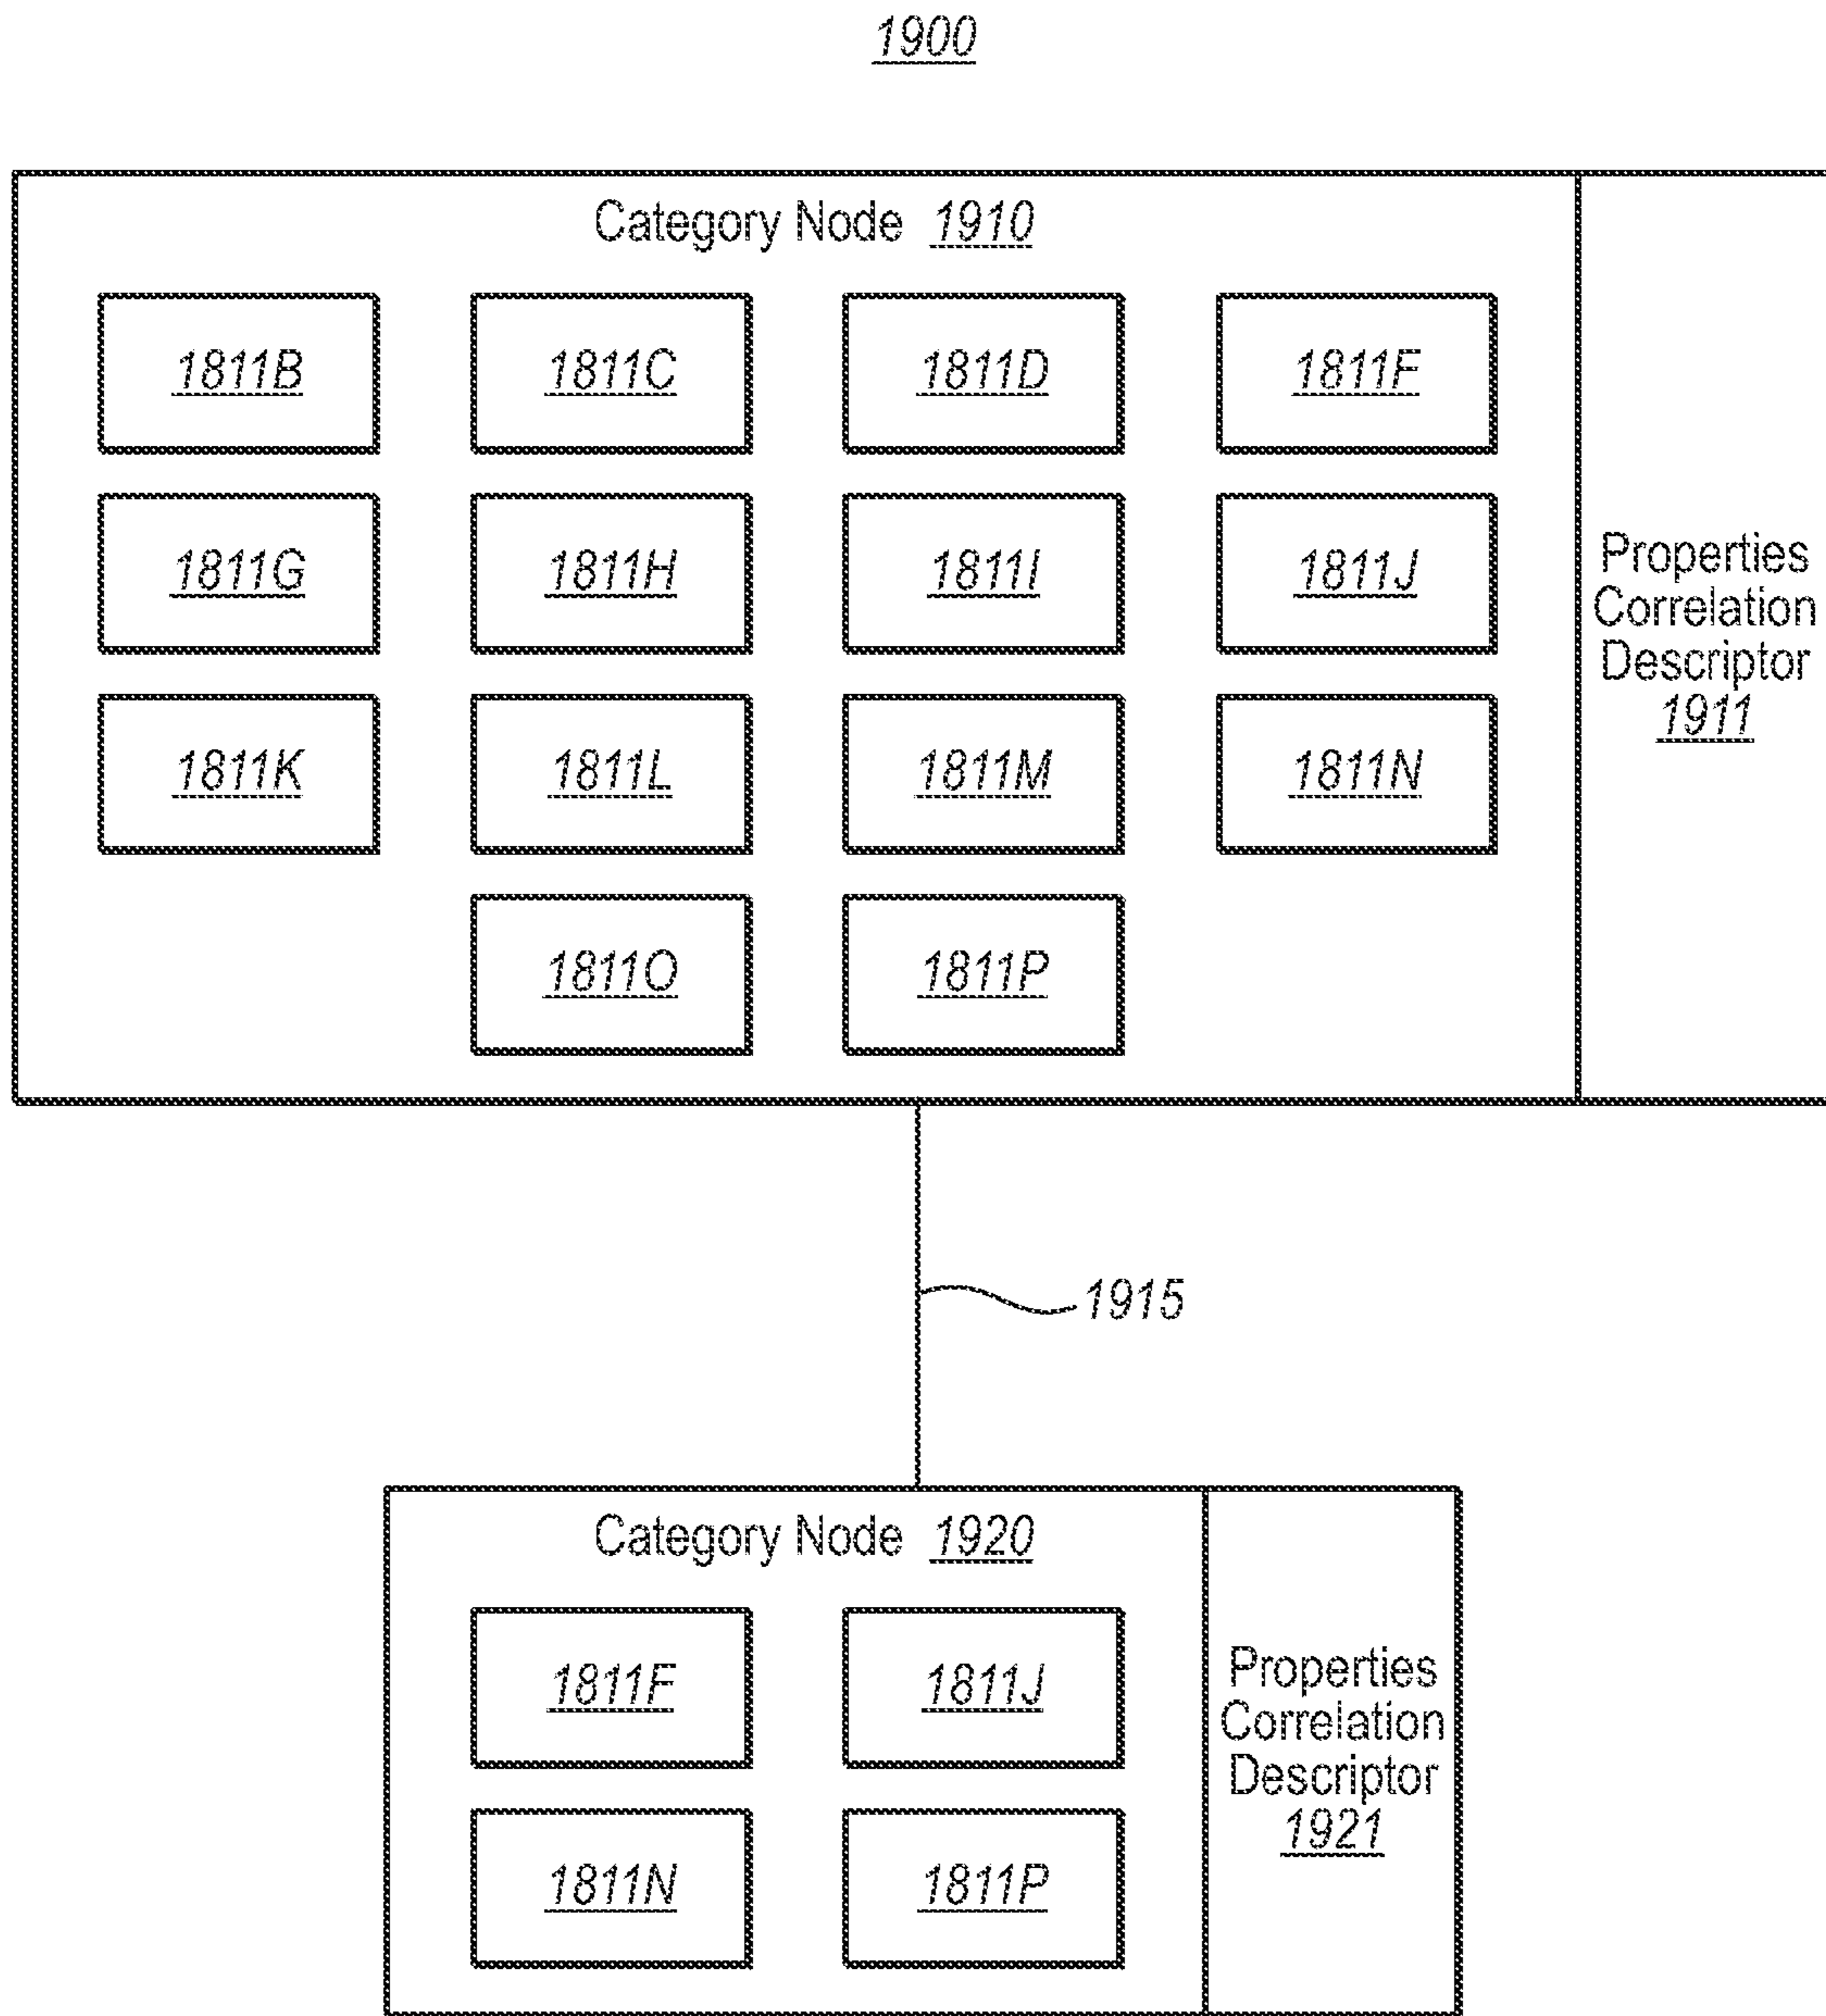 1900
Category Node 1910
1811B 1811C 1811D 1811F
1811G 1811H 1811I 1811J
1811K 1811L 1811M 1811N
1811O 1811P
Properties
Correlation
Descriptor
1911
1915
Category Node 1920
1811F 1811J
1811N 1811P
Properties
Correlation
Descriptor
1921